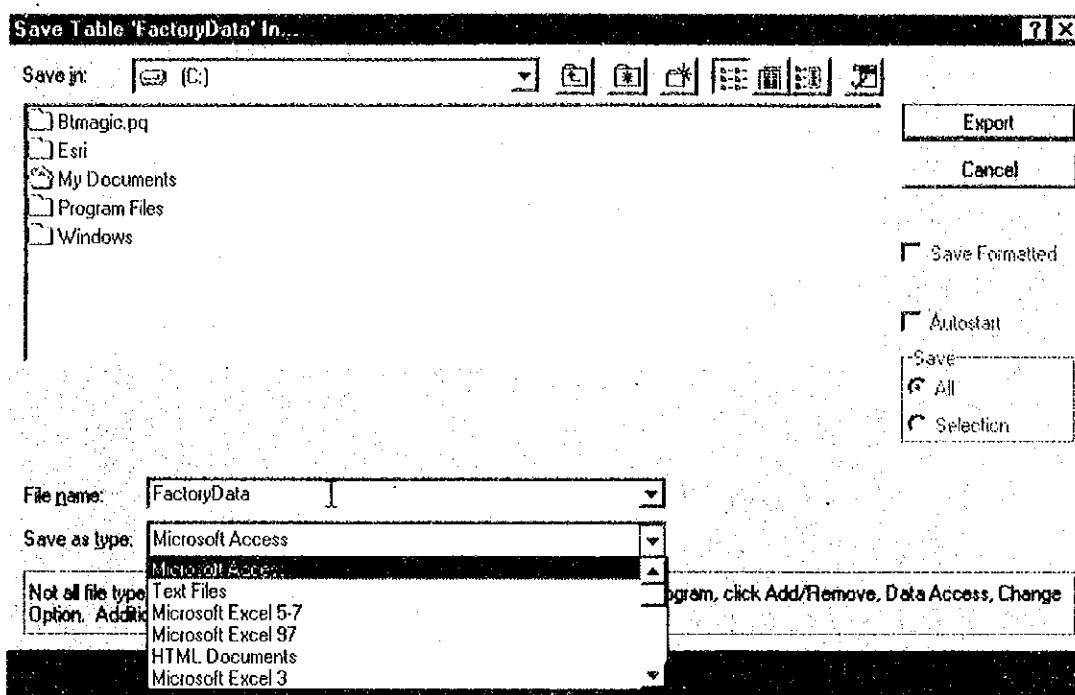 Save Table 'FactoryData' In...
Save in: (C:)
Btmagic.pq
Esri
My Documents
Program Files
Windows
Export
Cancel
Save Formatted
Autostart
Save
All
Selection
File name: FactoryData
Save as type: Microsoft Access
Microsoft Access
Text Files
Microsoft Excel 5-7
Microsoft Excel 97
HTML Documents
Microsoft Excel 3
Not all file type
ogram, click Add/Remove, Data Access, Change
Option. Additio